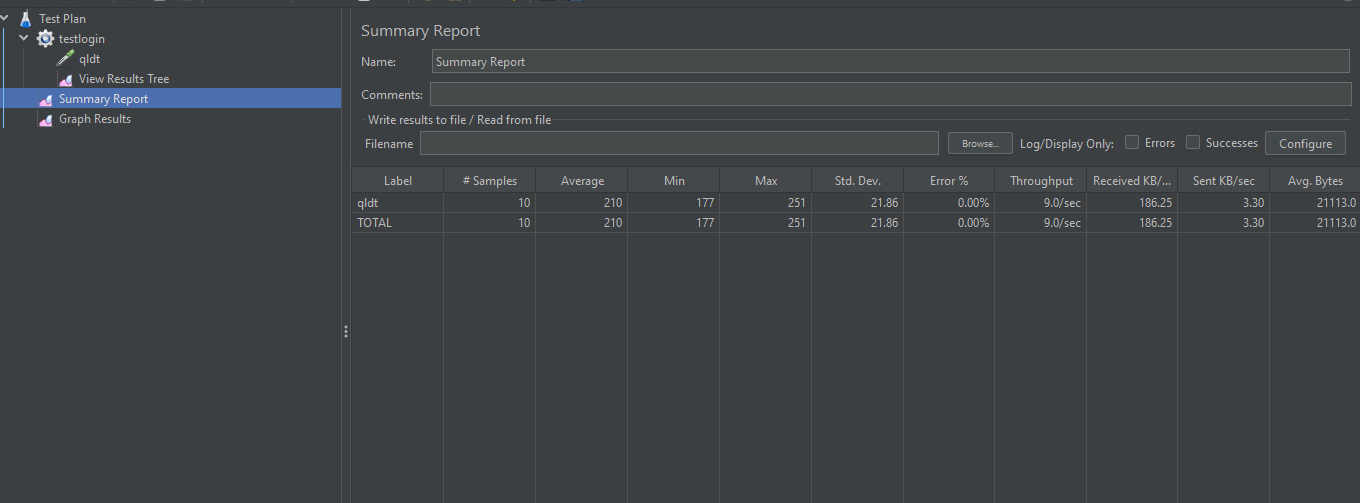 Test Plan
testlogin
qldt
View Results Tree
Summary Report
Graph Results
Summary Report
Name: Summary Report
Comments:
Write results to file / Read from file
Filename Browse... Log/Display Only: Errors Successes Configure
Label # Samples Average Min Max Std. Dev. Error % Throughput Received KB/... Sent KB/sec Avg. Bytes
qldt 10 210 177 251 21.86 0.00% 9.0/sec 186.25 3.30 21113.0
TOTAL 10 210 177 251 21.86 0.00% 9.0/sec 186.25 3.30 21113.0